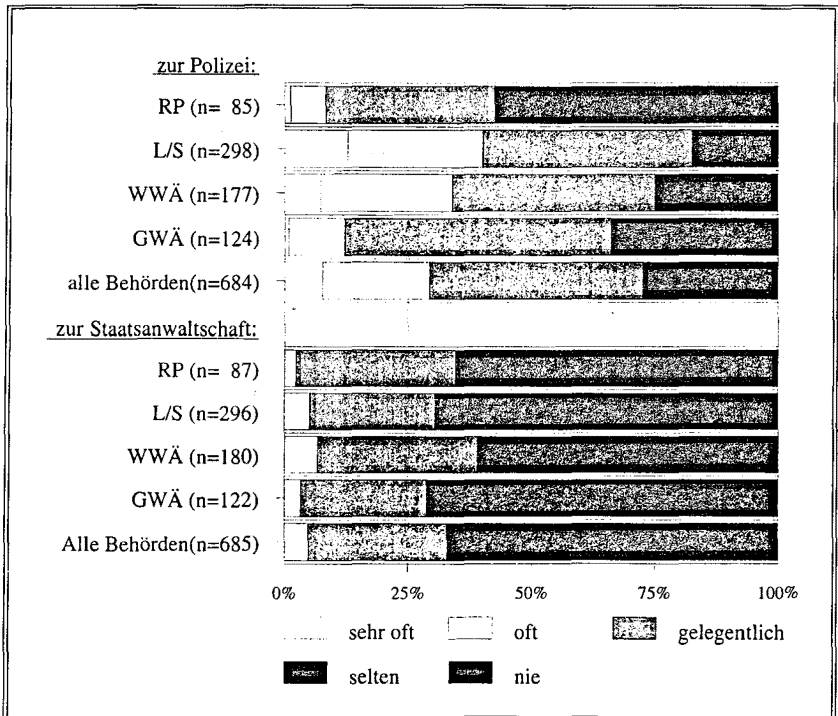 zur Polizei:
RP (n= 85)
L/S (n=298)
WWÄ (n=177)
GWÄ (n=124)
alle Behörden(n=684)
zur Staatsanwaltschaft:
RP (n= 87)
L/S (n=296)
WWÄ (n=180)
GWÄ (n=122)
Alle Behörden(n=685)
0% 25% 50% 75% 100%
sehr oft oft gelegentlich
selten nie